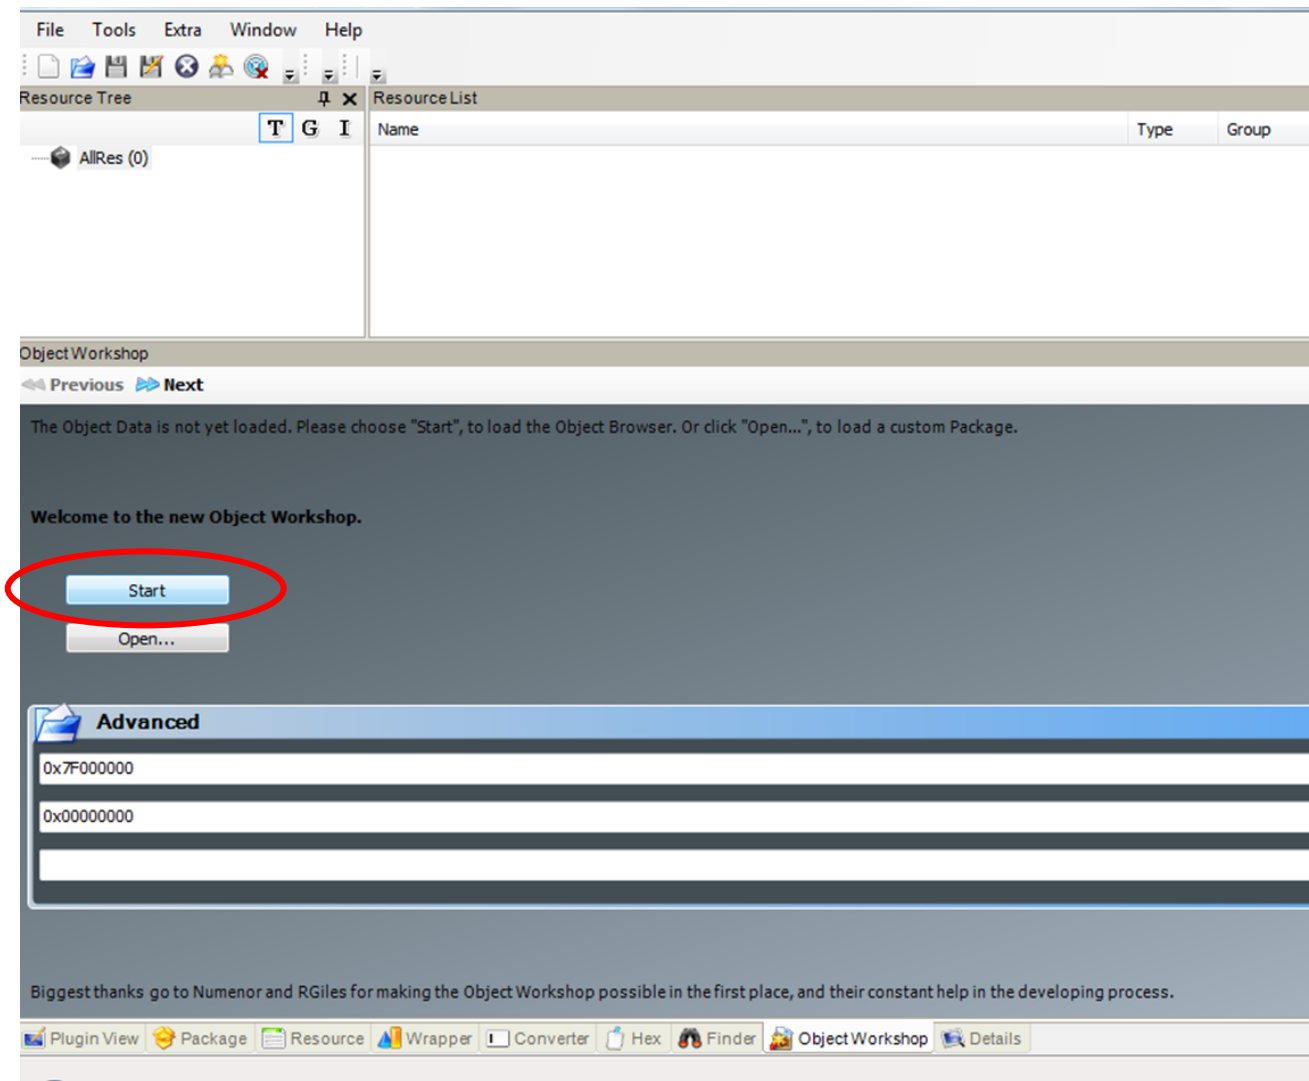 File Tools Extra Window Help
Resource Tree
Resource List
T G I
Name Type Group
AllRes (0)
Object Workshop
Previous Next
The Object Data is not yet loaded. Please choose "Start", to load the Object Browser. Or click "Open...", to load a custom Package.
Welcome to the new Object Workshop.
Start
Open...
Advanced
0x7F000000
0x00000000
Biggest thanks go to Numenor and RGiles for making the Object Workshop possible in the first place, and their constant help in the developing process.
Plugin View Package Resource Wrapper Converter Hex Finder Object Workshop Details